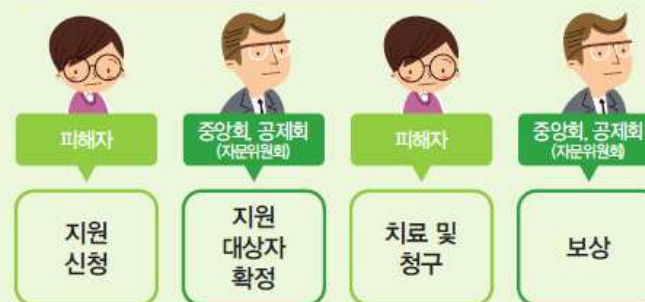 피해자
중앙회, 공제회
(자문위원회)
피해자
중앙회, 공제회
(자문위원회)
지원
신청
지원
대상자
확정
치료 및
청구
보상